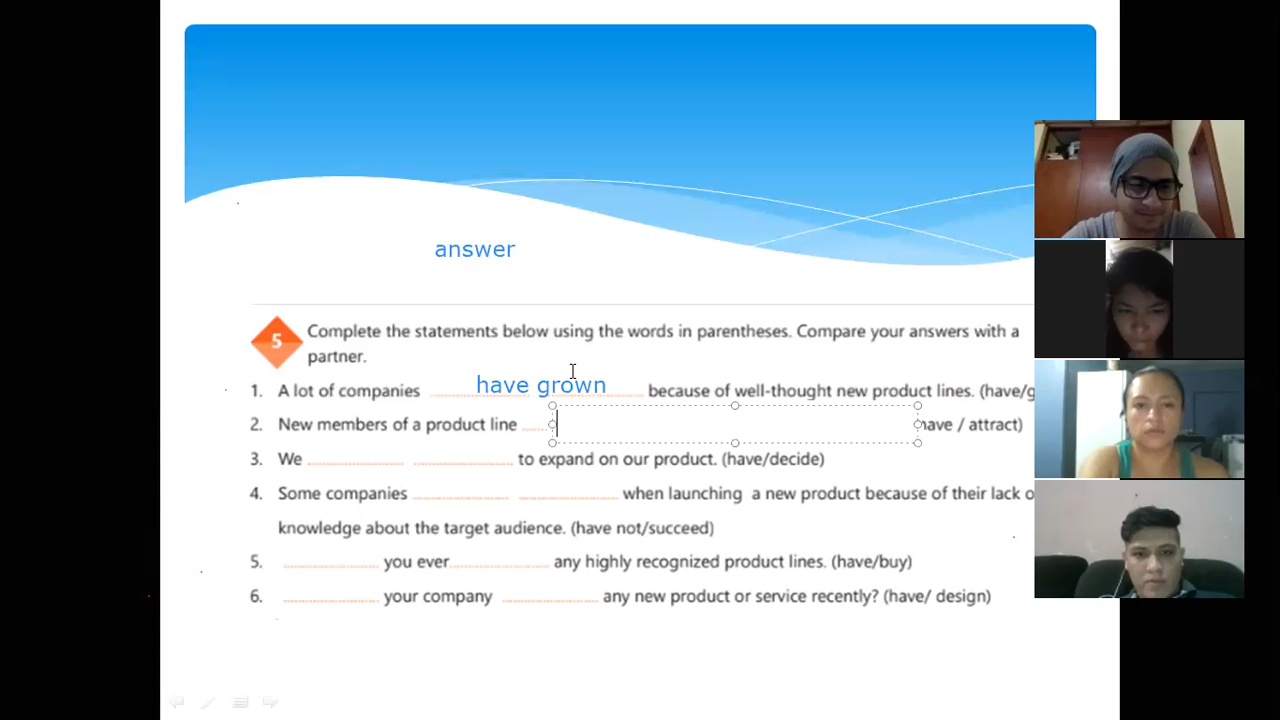 answer
5
Complete the statements below using the words in parentheses. Compare your answers with a
partner.
1. A lot of companies have grown because of well-thought new product lines. (have/g
2. New members of a product line have / attract)
3. We to expand on our product. (have/decide)
4. Some companies when launching a new product because of their lack o
knowledge about the target audience. (have not/succeed)
5. you ever any highly recognized product lines. (have/buy)
6. your company any new product or service recently? (have/ design)